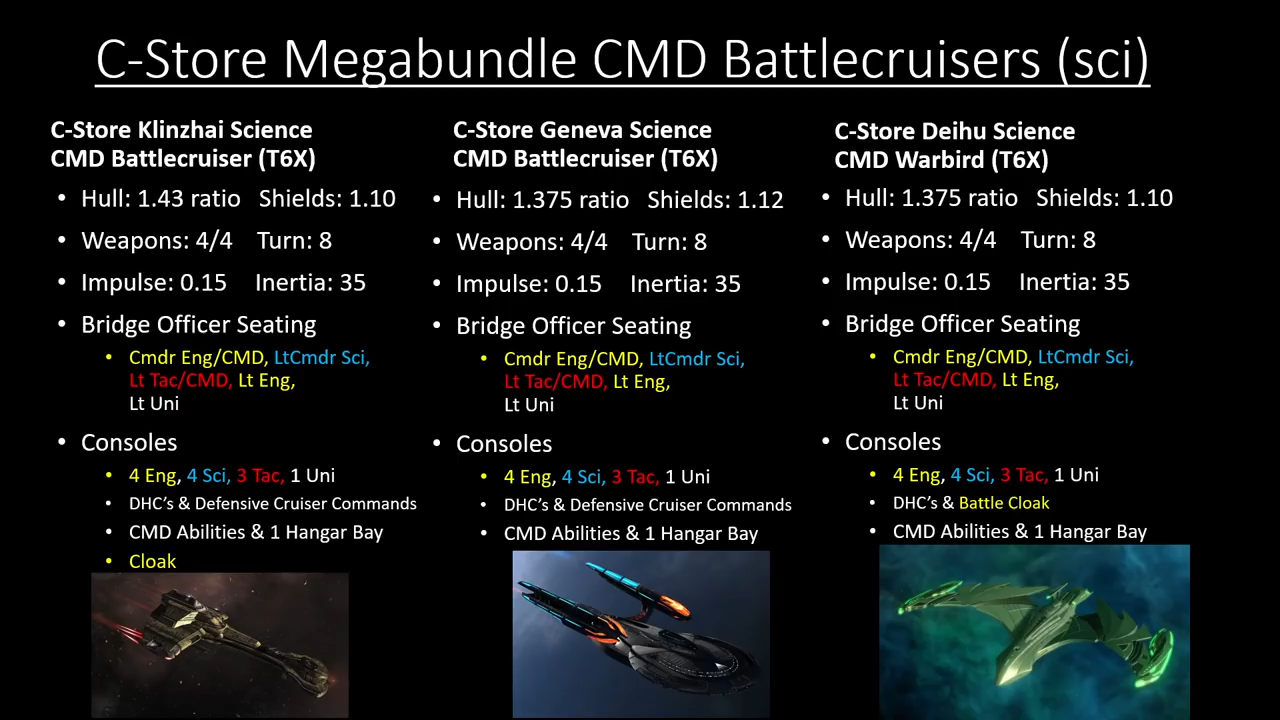 C-Store Megabundle CMD Battlecruisers (sci)
C-Store Klinzhai Science
CMD Battlecruiser (T6X)
• Hull: 1.43 ratio Shields: 1.10
• Weapons: 4/4 Turn: 8
• Impulse: 0.15 Inertia: 35
• Bridge Officer Seating
• Cmdr Eng/CMD, LtCmdr Sci,
Lt Tac/CMD, Lt Eng,
Lt Uni
• Consoles
• 4 Eng, 4 Sci, 3 Tac, 1 Uni
• DHC's & Defensive Cruiser Commands
• CMD Abilities & 1 Hangar Bay
• Cloak
C-Store Geneva Science
CMD Battlecruiser (T6X)
• Hull: 1.375 ratio Shields: 1.12
• Weapons: 4/4 Turn: 8
• Impulse: 0.15 Inertia: 35
• Bridge Officer Seating
• Cmdr Eng/CMD, LtCmdr Sci,
Lt Tac/CMD, Lt Eng,
Lt Uni
• Consoles
• 4 Eng, 4 Sci, 3 Tac, 1 Uni
• DHC's & Defensive Cruiser Commands
• CMD Abilities & 1 Hangar Bay
C-Store Deihu Science
CMD Warbird (T6X)
• Hull: 1.375 ratio Shields: 1.10
• Weapons: 4/4 Turn: 8
• Impulse: 0.15 Inertia: 35
• Bridge Officer Seating
• Cmdr Eng/CMD, LtCmdr Sci,
Lt Tac/CMD, Lt Eng,
Lt Uni
• Consoles
• 4 Eng, 4 Sci, 3 Tac, 1 Uni
• DHC's & Battle Cloak
• CMD Abilities & 1 Hangar Bay